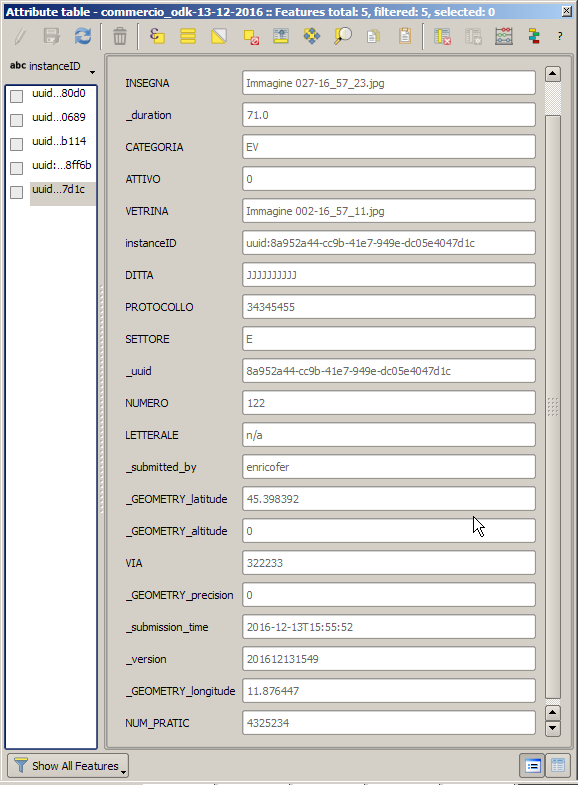 Attribute table - commercio_odk-13-12-2016 :: Features total: 5, filtered: 5, selected: 0
ε
?
abc instanceID
uuid...80d0
uuid...0689
uuid...b114
uuid:...8ff6b
uuid...7d1c
INSEGNA Immagine 027-16_57_23.jpg
_duration 71.0
CATEGORIA EV
ATTIVO 0
VETRINA Immagine 002-16_57_11.jpg
instanceID uuid:8a952a44-cc9b-41e7-949e-dc05e4047d1c
DITTA JJJJJJJJJJ
PROTOCOLLO 34345455
SETTORE E
_uuid 8a952a44-cc9b-41e7-949e-dc05e4047d1c
NUMERO 122
LETTERALE n/a
_submitted_by enricofer
_GEOMETRY_latitude 45.398392
_GEOMETRY_altitude 0
VIA 322233
_GEOMETRY_precision 0
_submission_time 2016-12-13T15:55:52
_version 201612131549
_GEOMETRY_longitude 11.876447
NUM_PRATIC 4325234
Show All Features